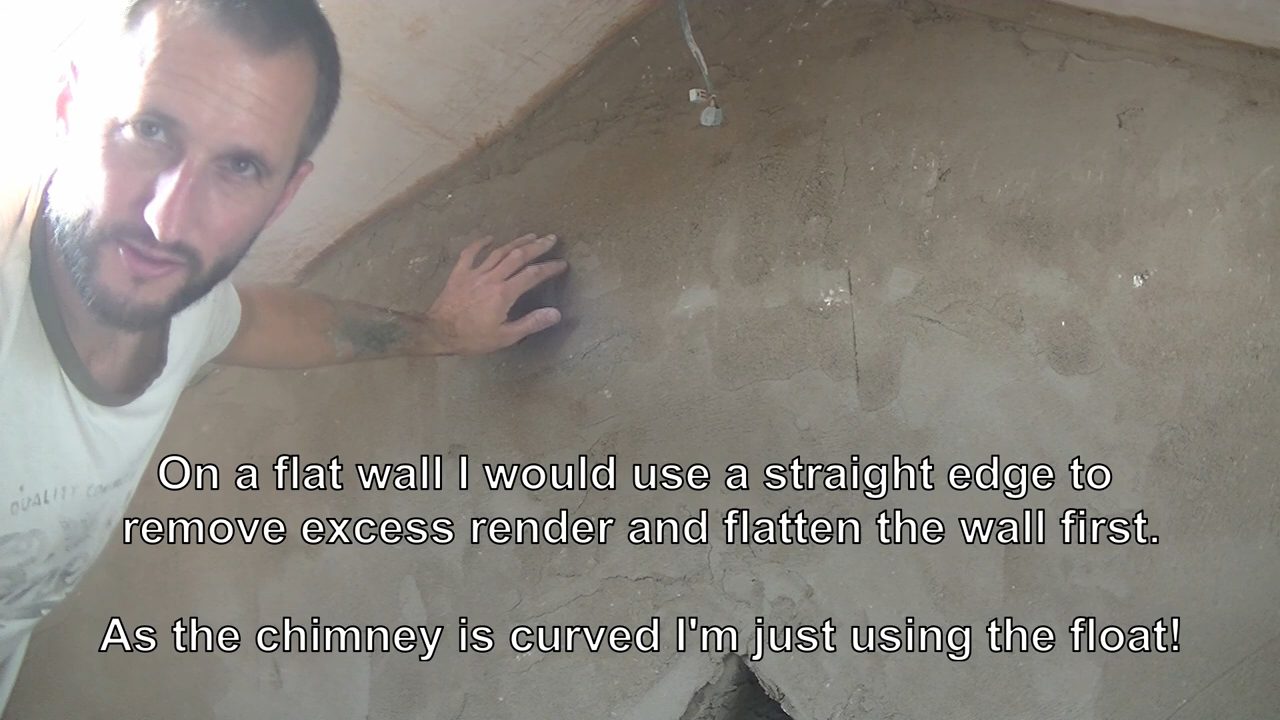 QUALITY
On a flat wall I would use a straight edge to
remove excess render and flatten the wall first.
As the chimney is curved I'm just using the float!